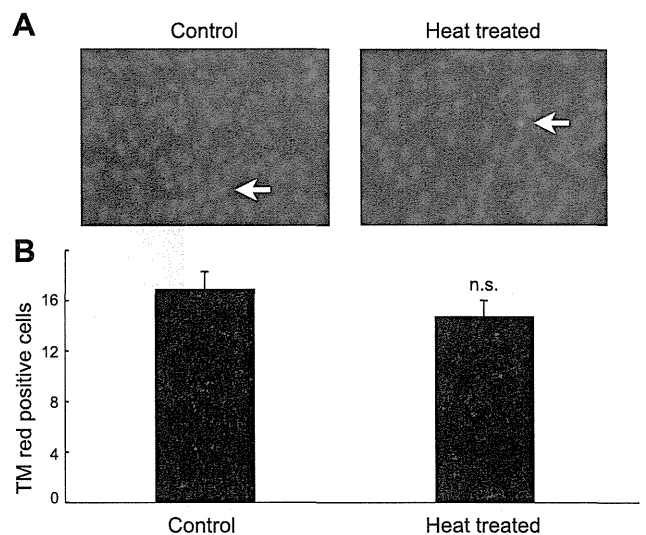 A
Control Heat treated
B
TM red positive cells
16
12
8
4
0
n.s.
Control Heat treated